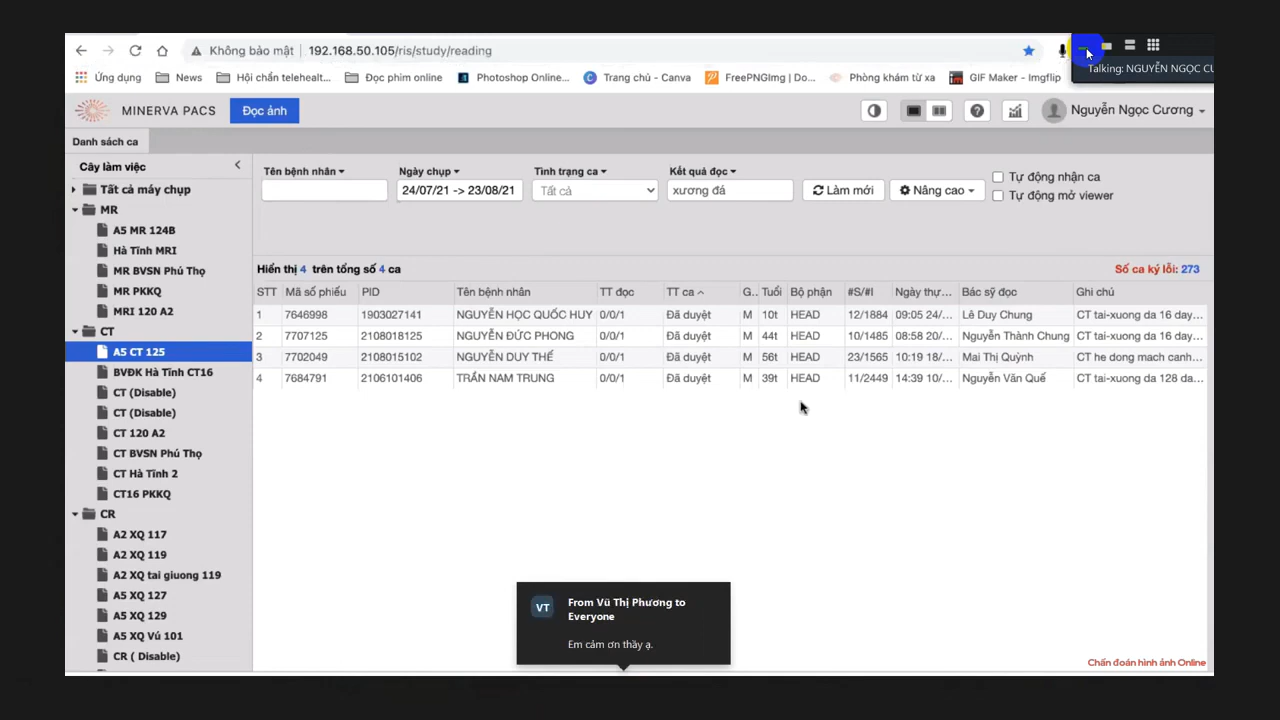 Không bảo mật 192.168.50.105/ris/study/reading
Talking: NGUYỄN NGỌC CU
Ứng dụng News Hội chẩn telehealt... Đọc phim online Photoshop Online... Trang chủ - Canva FreePNGImg | Do... Phòng khám từ xa GIF Maker - Imgflip
MINERVA PACS Đọc ảnh Nguyễn Ngọc Cương
Danh sách ca
Cây làm việc
Tất cả máy chụp
MR
A5 MR 124B
Hà Tĩnh MRI
MR BVSN Phú Thọ
MR PKKQ
MRI 120 A2
CT
A5 CT 125
BVĐK Hà Tĩnh CT16
CT (Disable)
CT (Disable)
CT 120 A2
CT BVSN Phú Thọ
CT Hà Tĩnh 2
CT16 PKKQ
CR
A2 XQ 117
A2 XQ 119
A2 XQ tai giuong 119
A5 XQ 127
A5 XQ 129
A5 XQ Vú 101
CR ( Disable)
Tên bệnh nhân Ngày chụp Tình trạng ca Kết quả đọc
24/07/21 -> 23/08/21 Tất cả xương đá Làm mới Nâng cao
Tự động nhận ca
Tự động mở viewer
Hiển thị 4 trên tổng số 4 ca Số ca ký lỗi: 273
STT Mã số phiếu PID Tên bệnh nhân TT đọc TT ca G.. Tuổi Bộ phận #S/#I Ngày thự... Bác sỹ đọc Ghi chú
1 7646998 1903027141 NGUYỄN HỌC QUỐC HUY 0/0/1 Đã duyệt M 10t HEAD 12/1884 09:05 24/... Lê Duy Chung CT tai-xuong da 16 day...
2 7707125 2108018125 NGUYỄN ĐỨC PHONG 0/0/1 Đã duyệt M 44t HEAD 10/1485 08:58 20/... Nguyễn Thành Chung CT tai-xuong da 16 day...
3 7702049 2108015102 NGUYỄN DUY THẾ 0/0/1 Đã duyệt M 56t HEAD 23/1565 10:19 18/... Mai Thị Quỳnh CT he dong mach canh...
4 7684791 2106101406 TRẦN NAM TRUNG 0/0/1 Đã duyệt M 39t HEAD 11/2449 14:39 10/... Nguyễn Văn Quế CT tai-xuong da 128 da...
VT
From Vũ Thị Phương to
Everyone
Em cảm ơn thầy ạ.
Chẩn đoán hình ảnh Online